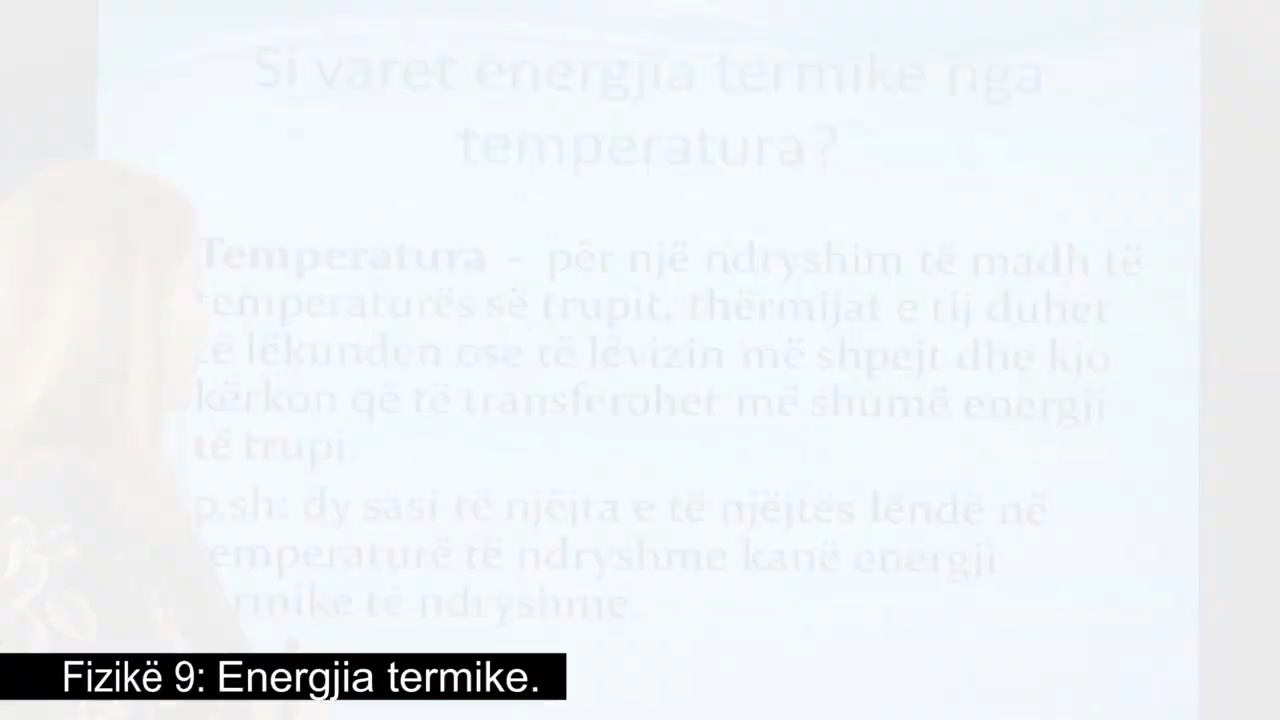 Si varet energjia termike nga
temperatura?
Temperatura – për një ndryshim të madh të
temperaturës së trupit, thërmijat e tij duhet
të lëkunden ose të lëvizin më shpejt dhe kjo
kërkon që të transferohet më shumë energji
të trupi.
p.sh: dy sasi të njëjta e të njëjtës lëndë në
temperaturë të ndryshme kanë energji
termike të ndryshme
Fizikë 9: Energjia termike.